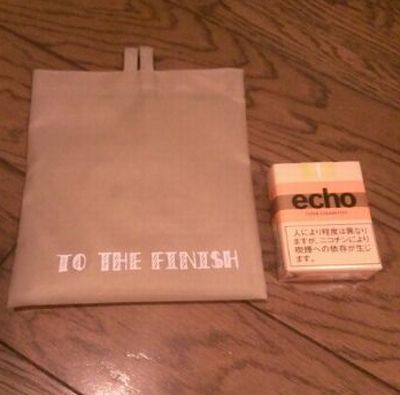 TO THE FINISH
echo
人により程度は異なり
ますが、ニコチンにより
喫煙への依存が生じ
ます。